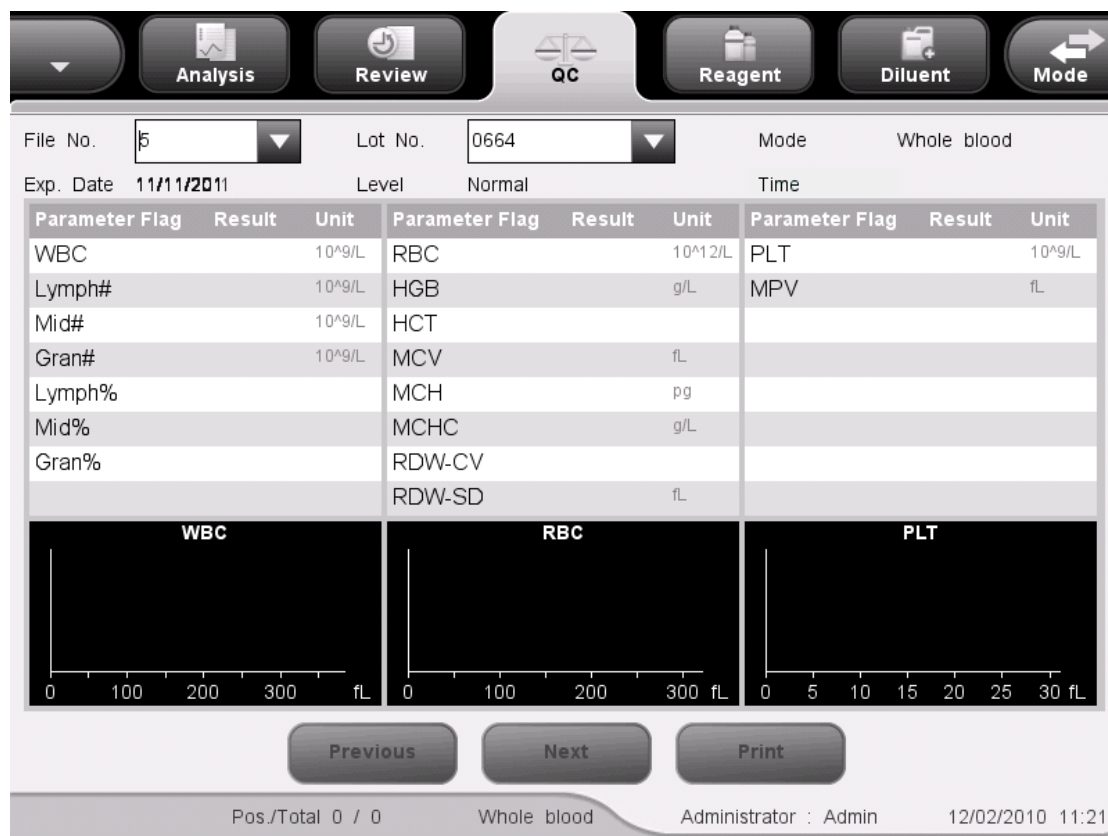 Analysis Review QC Reagent Diluent Mode
File No. 5 Lot No. 0664 Mode Whole blood
Exp. Date 11/11/2011 Level Normal Time
Parameter Flag Result Unit Parameter Flag Result Unit Parameter Flag Result Unit
WBC 10^9/L RBC 10^12/L PLT 10^9/L
Lymph# 10^9/L HGB g/L MPV fL
Mid# 10^9/L HCT
Gran# 10^9/L MCV fL
Lymph% MCH pg
Mid% MCHC g/L
Gran% RDW-CV
RDW-SD fL
WBC RBC PLT
0 100 200 300 fL 0 100 200 300 fL 0 5 10 15 20 25 30 fL
Previous Next Print
Pos./Total 0 / 0 Whole blood Administrator : Admin 12/02/2010 11:21